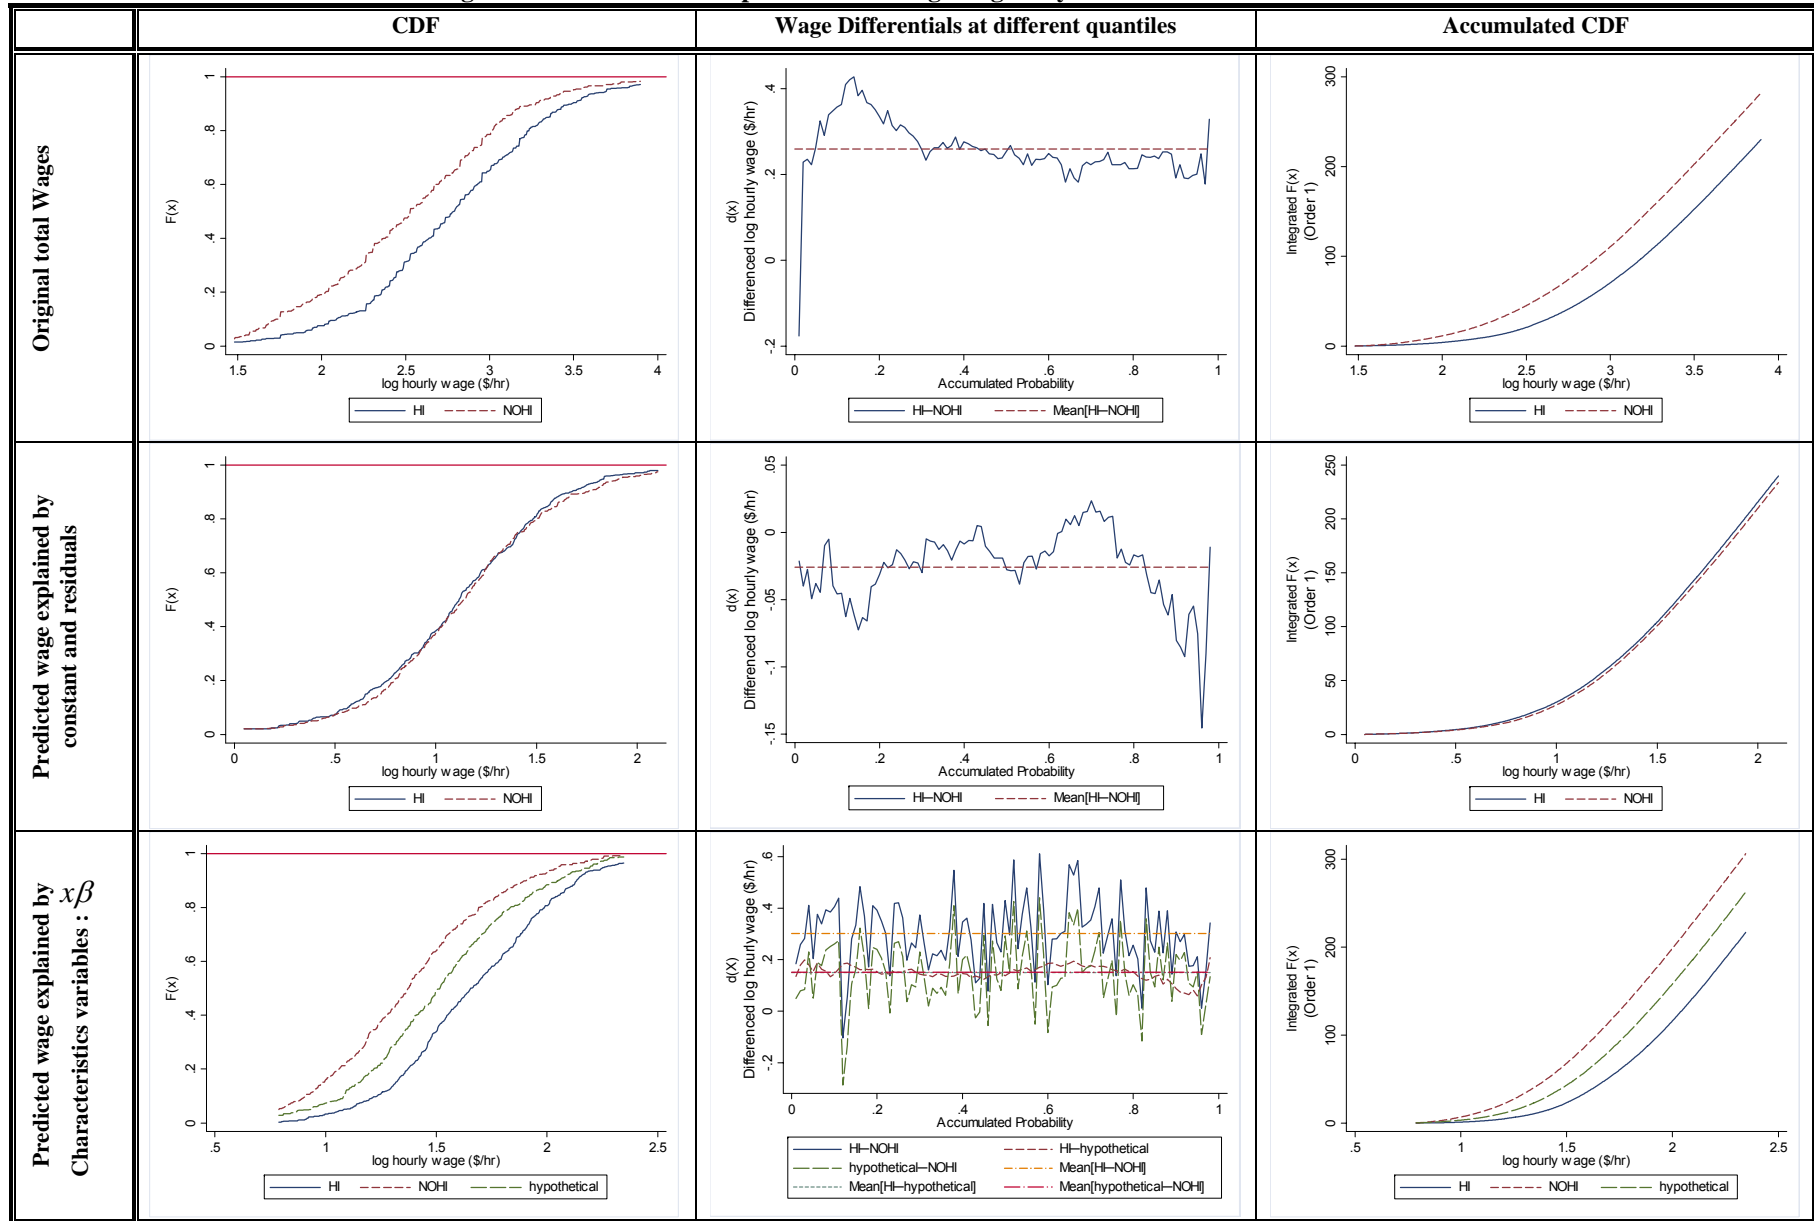 CDF
Wage Differentials at different quantiles
Accumulated CDF
Original total Wages
F(x)
0 .2 .4 .6 .8 1
1.5 2 2.5 3 3.5 4
log hourly wage ($/hr)
HI NOHI
d(x)
Differenced log hourly wage ($/hr)
-.2 0 .2 .4
0 .2 .4 .6 .8 1
Accumulated Probability
HI—NOHI Mean[HI—NOHI]
Integrated F(x)
(Order 1)
0 100 200 300
1.5 2 2.5 3 3.5 4
log hourly wage ($/hr)
HI NOHI
Predicted wage explained by
constant and residuals
F(x)
0 .2 .4 .6 .8 1
0 .5 1 1.5 2
log hourly wage ($/hr)
HI NOHI
d(x)
Differenced log hourly wage ($/hr)
-.15 -.1 -.05 0 .05
0 .2 .4 .6 .8 1
Accumulated Probability
HI—NOHI Mean[HI—NOHI]
Integrated F(x)
(Order 1)
0 50 100 150 200 250
0 .5 1 1.5 2
log hourly wage ($/hr)
HI NOHI
Predicted wage explained by
Characteristics variables : xβ
F(x)
0 .2 .4 .6 .8 1
.5 1 1.5 2 2.5
log hourly wage ($/hr)
HI NOHI hypothetical
d(X)
Differenced log hourly wage ($/hr)
-.2 0 .2 .4 .6
0 .2 .4 .6 .8 1
Accumulated Probability
HI—NOHI HI—hypothetical
hypothetical—NOHI Mean[HI—NOHI]
Mean[HI—hypothetical] Mean[hypothetical—NOHI]
Integrated F(x)
(Order 1)
0 100 200 300
.5 1 1.5 2 2.5
log hourly wage ($/hr)
HI NOHI hypothetical